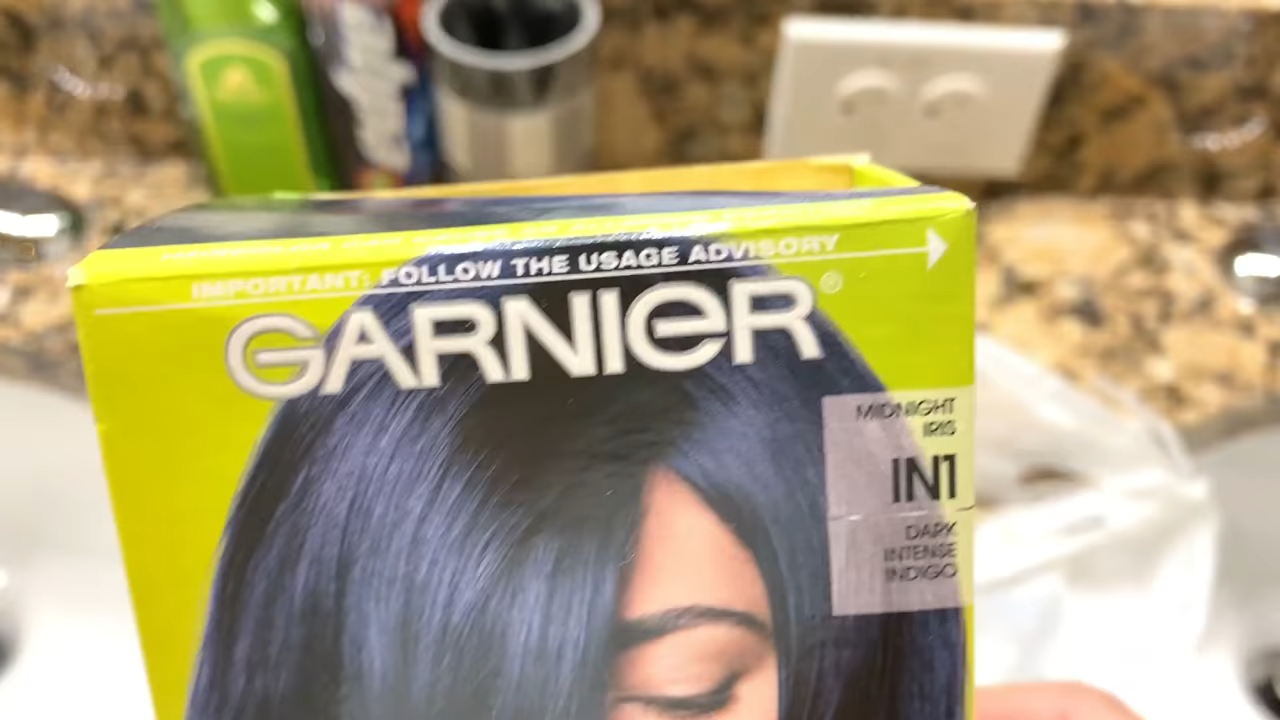 IMPORTANT: FOLLOW THE USAGE ADVISORY
GARNIER®
MIDNIGHT
IRIS
IN1
DARK
INTENSE
INDIGO